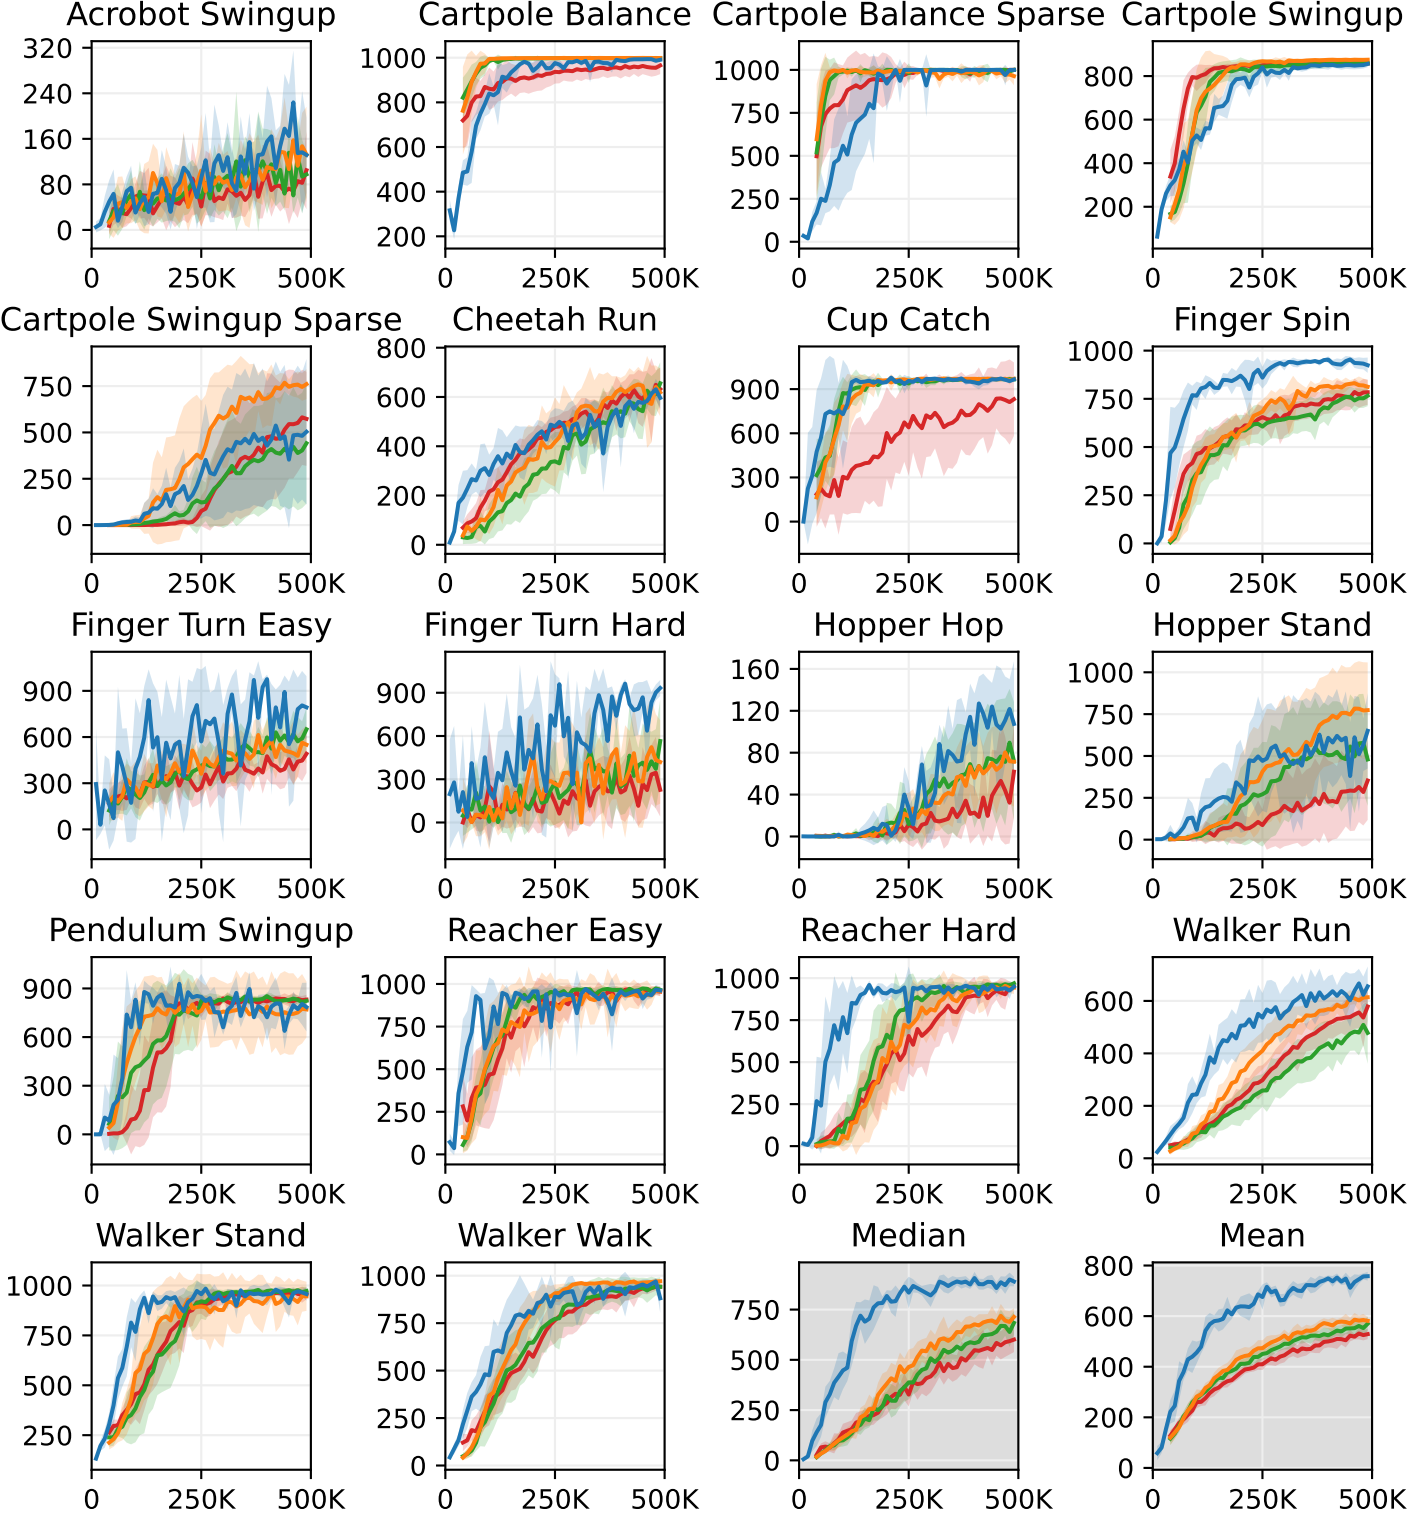 Acrobot Swingup Cartpole Balance Cartpole Balance Sparse Cartpole Swingup
320 240 160 80 0
0 250K 500K
1000 800 600 400 200
0 250K 500K
1000 750 500 250 0
0 250K 500K
800 600 400 200
0 250K 500K
Cartpole Swingup Sparse Cheetah Run Cup Catch Finger Spin
750 500 250 0
0 250K 500K
800 600 400 200 0
0 250K 500K
900 600 300 0
0 250K 500K
1000 750 500 250 0
0 250K 500K
Finger Turn Easy Finger Turn Hard Hopper Hop Hopper Stand
900 600 300 0
0 250K 500K
900 600 300 0
0 250K 500K
160 120 80 40 0
0 250K 500K
1000 750 500 250 0
0 250K 500K
Pendulum Swingup Reacher Easy Reacher Hard Walker Run
900 600 300 0
0 250K 500K
1000 750 500 250 0
0 250K 500K
1000 750 500 250 0
0 250K 500K
600 400 200 0
0 250K 500K
Walker Stand Walker Walk Median Mean
1000 750 500 250
0 250K 500K
1000 750 500 250 0
0 250K 500K
750 500 250 0
0 250K 500K
800 600 400 200 0
0 250K 500K